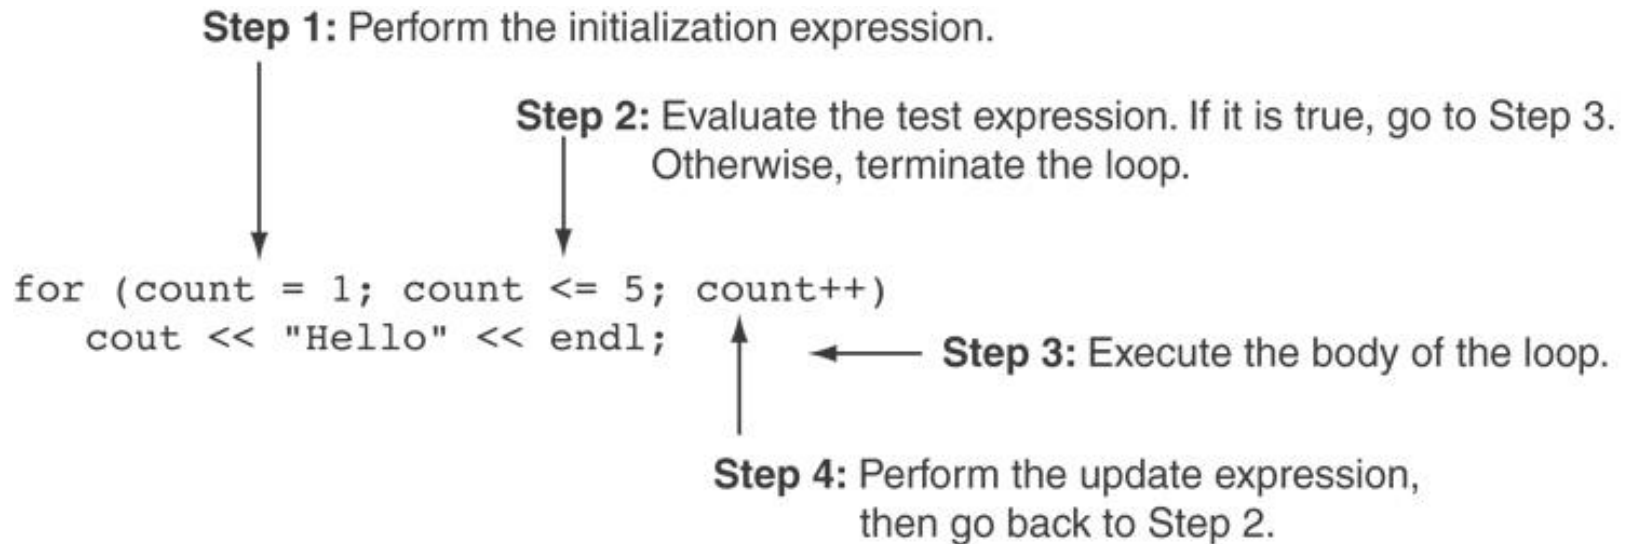 Step 1: Perform the initialization expression.
Step 2: Evaluate the test expression. If it is true, go to Step 3.
Otherwise, terminate the loop.
for (count = 1; count <= 5; count++)
cout << "Hello" << endl;
Step 3: Execute the body of the loop.
Step 4: Perform the update expression,
then go back to Step 2.